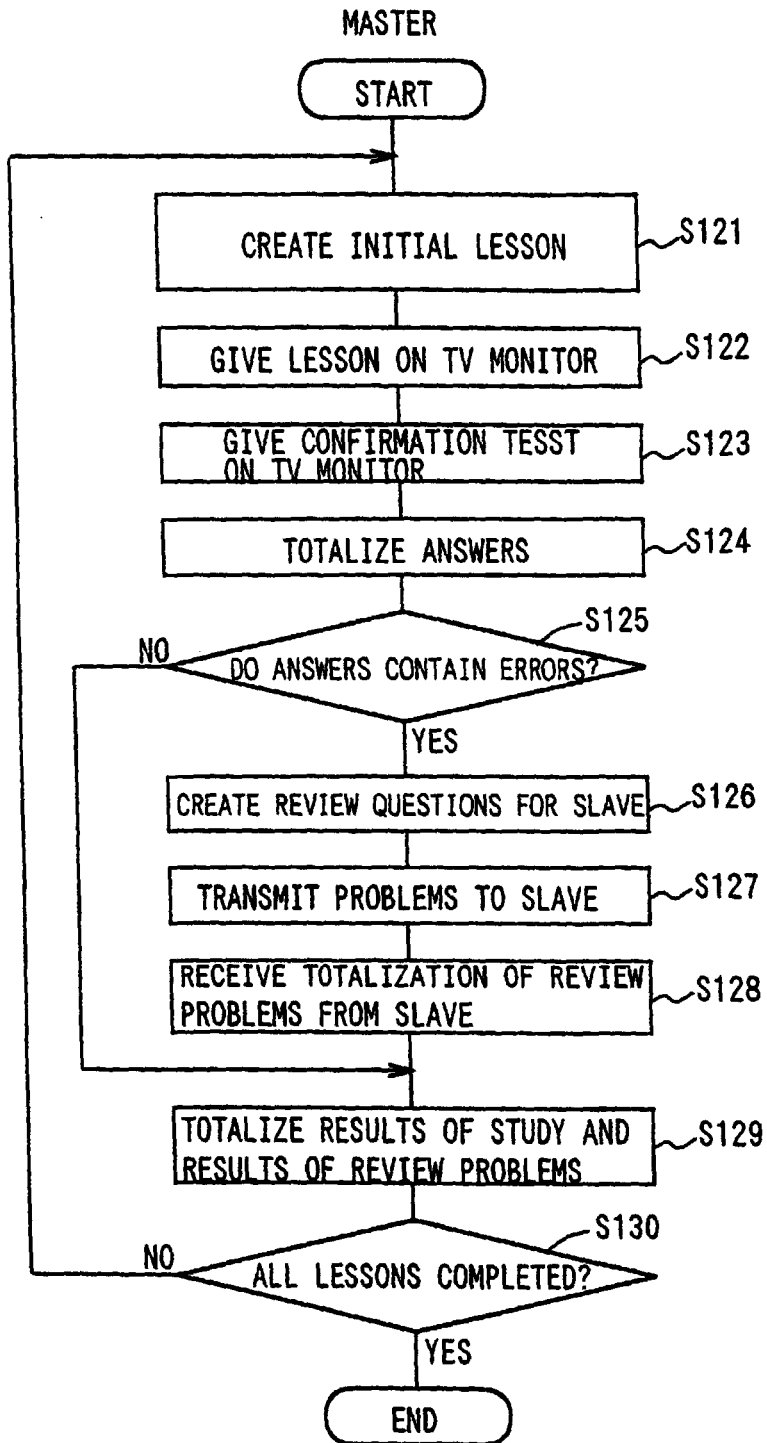 MASTER
START
CREATE INITIAL LESSON
S121
GIVE LESSON ON TV MONITOR
S122
GIVE CONFIRMATION TESST
ON TV MONITOR
S123
TOTALIZE ANSWERS
S124
S125
NO
DO ANSWERS CONTAIN ERRORS?
YES
CREATE REVIEW QUESTIONS FOR SLAVE
S126
TRANSMIT PROBLEMS TO SLAVE
S127
RECEIVE TOTALIZATION OF REVIEW
PROBLEMS FROM SLAVE
S128
TOTALIZE RESULTS OF STUDY AND
RESULTS OF REVIEW PROBLEMS
S129
S130
NO
ALL LESSONS COMPLETED?
YES
END